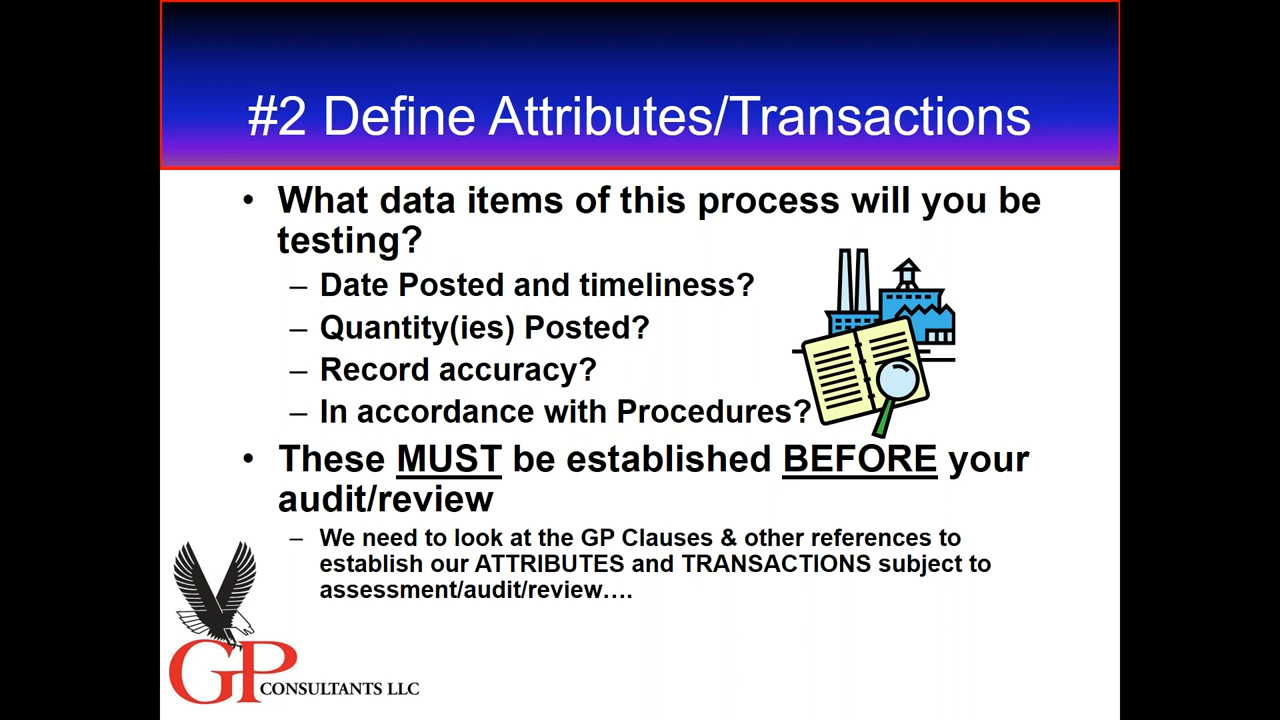 #2 Define Attributes/Transactions
• What data items of this process will you be
testing?
– Date Posted and timeliness?
– Quantity(ies) Posted?
– Record accuracy?
– In accordance with Procedures?
• These MUST be established BEFORE your
audit/review
– We need to look at the GP Clauses & other references to
establish our ATTRIBUTES and TRANSACTIONS subject to
assessment/audit/review….
GP CONSULTANTS LLC